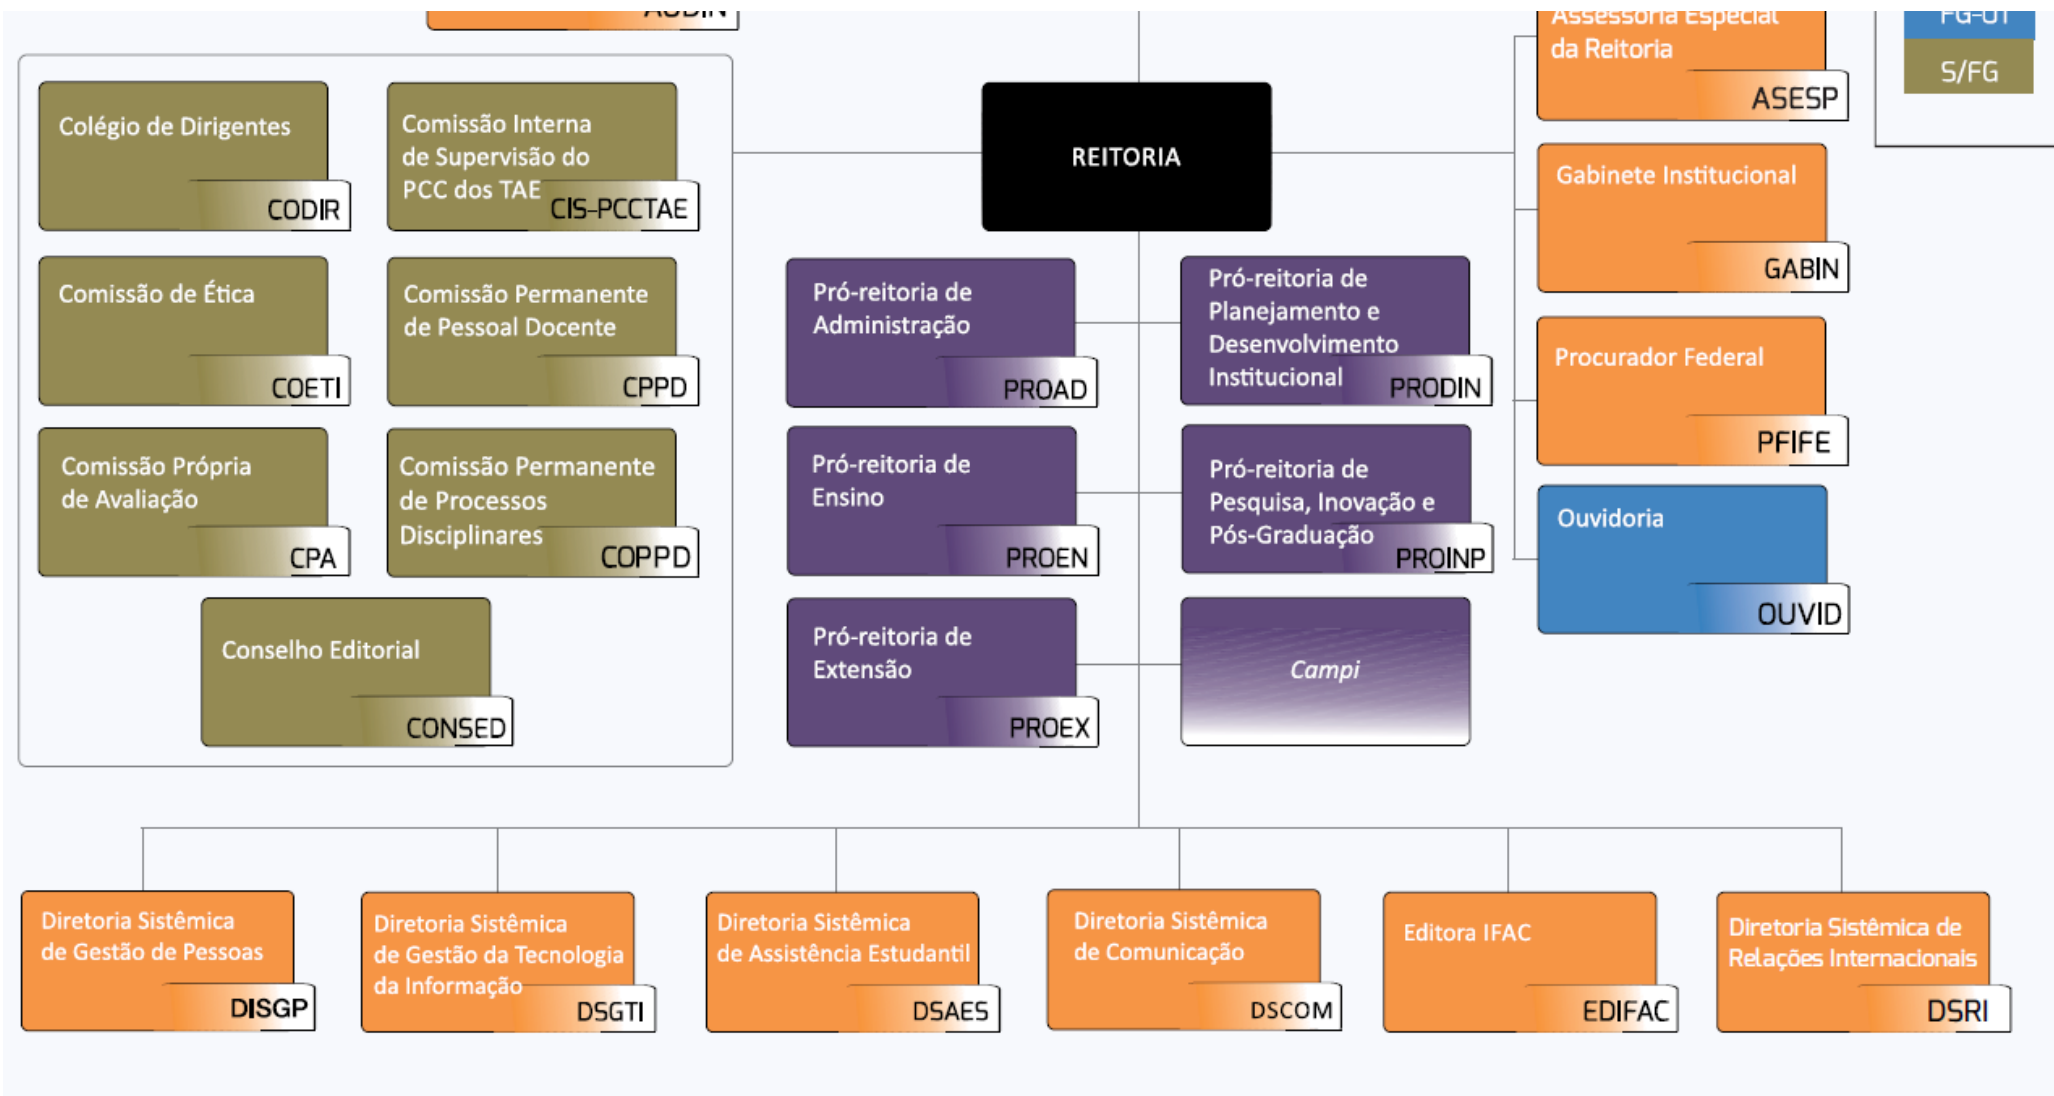 AUDIN
Assessoria Especial
da Reitoria
ASESP
FG-01
S/FG
Colégio de Dirigentes
CODIR
Comissão Interna
de Supervisão do
PCC dos TAE
CIS-PCCTAE
Comissão de Ética
COETI
Comissão Permanente
de Pessoal Docente
CPPD
Comissão Própria
de Avaliação
CPA
Comissão Permanente
de Processos
Disciplinares
COPPD
Conselho Editorial
CONSED
REITORIA
Pró-reitoria de
Administração
PROAD
Pró-reitoria de
Planejamento e
Desenvolvimento
Institucional
PRODIN
Pró-reitoria de
Ensino
PROEN
Pró-reitoria de
Pesquisa, Inovação e
Pós-Graduação
PROINP
Pró-reitoria de
Extensão
PROEX
Campi
Gabinete Institucional
GABIN
Procurador Federal
PFIFE
Ouvidoria
OUVID
Diretoria Sistêmica
de Gestão de Pessoas
DISGP
Diretoria Sistêmica
de Gestão da Tecnologia
da Informação
DSGTI
Diretoria Sistêmica
de Assistência Estudantil
DSAES
Diretoria Sistêmica
de Comunicação
DSCOM
Editora IFAC
EDIFAC
Diretoria Sistêmica de
Relações Internacionais
DSRI